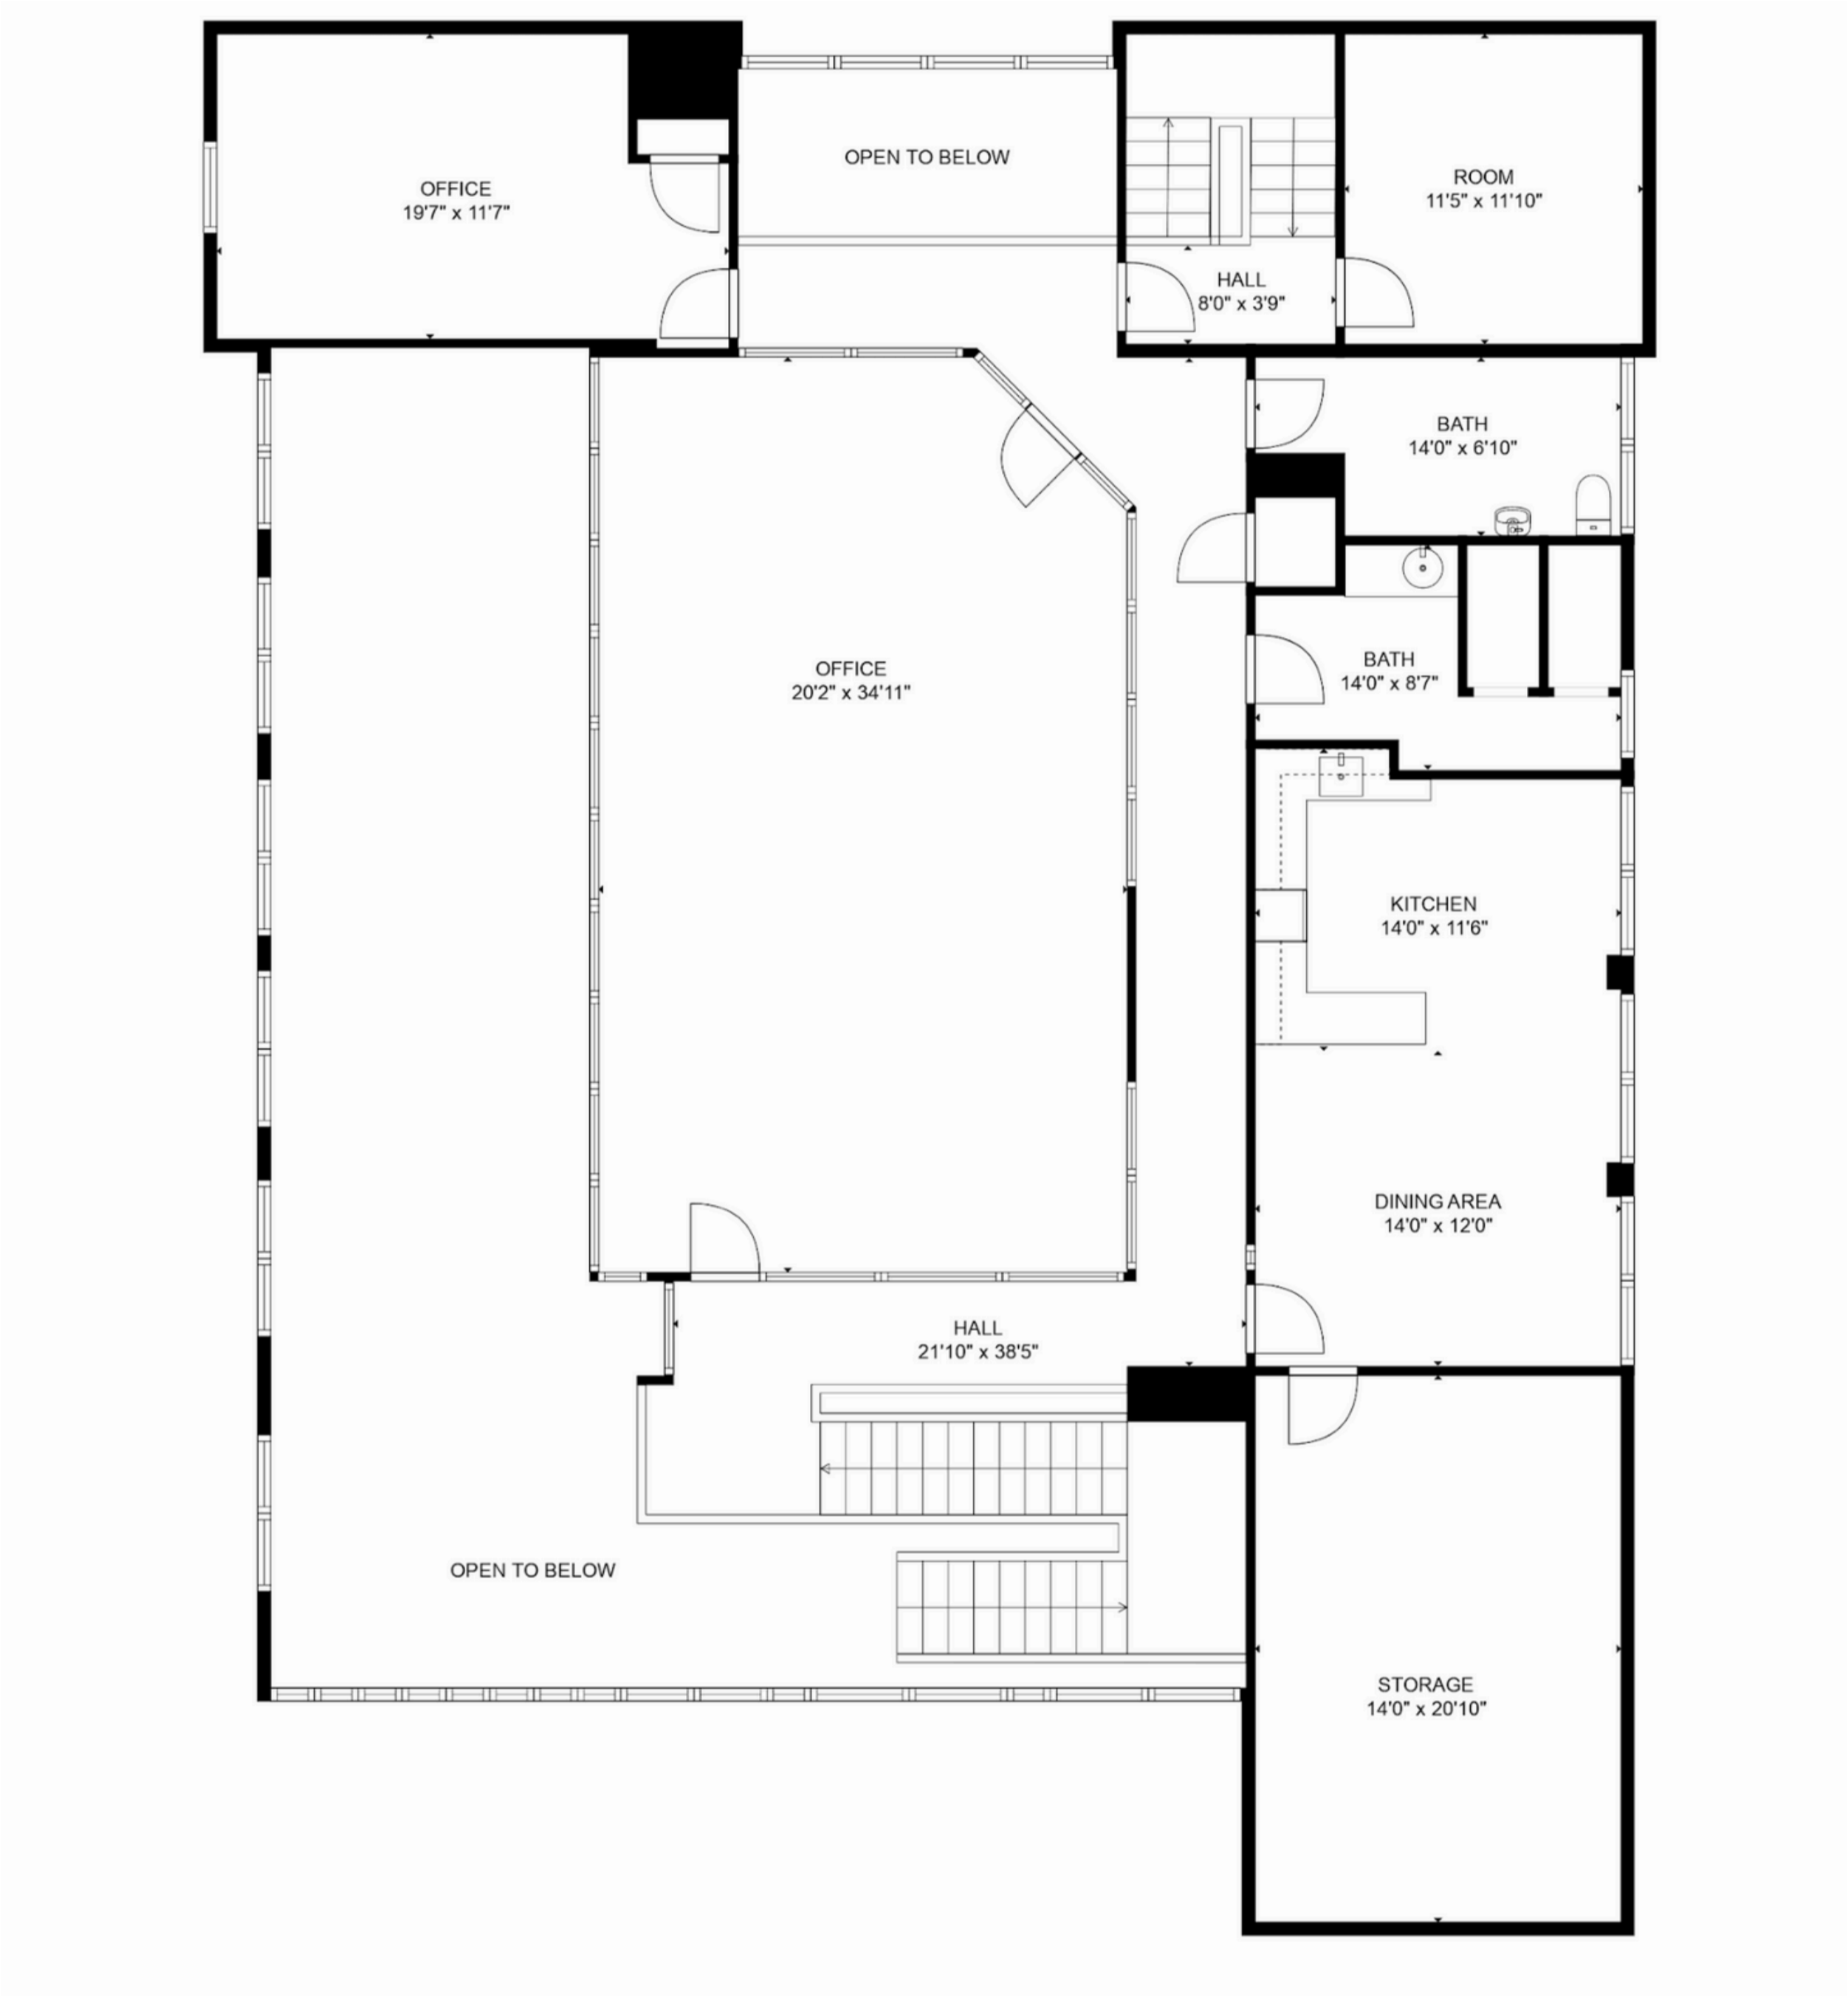 OPEN TO BELOW
OFFICE
19'7" x 11'7"
ROOM
11'5" x 11'10"
HALL
8'0" x 3'9"
BATH
14'0" x 6'10"
OFFICE
20'2" x 34'11"
BATH
14'0" x 8'7"
KITCHEN
14'0" x 11'6"
DINING AREA
14'0" x 12'0"
HALL
21'10" x 38'5"
OPEN TO BELOW
STORAGE
14'0" x 20'10"